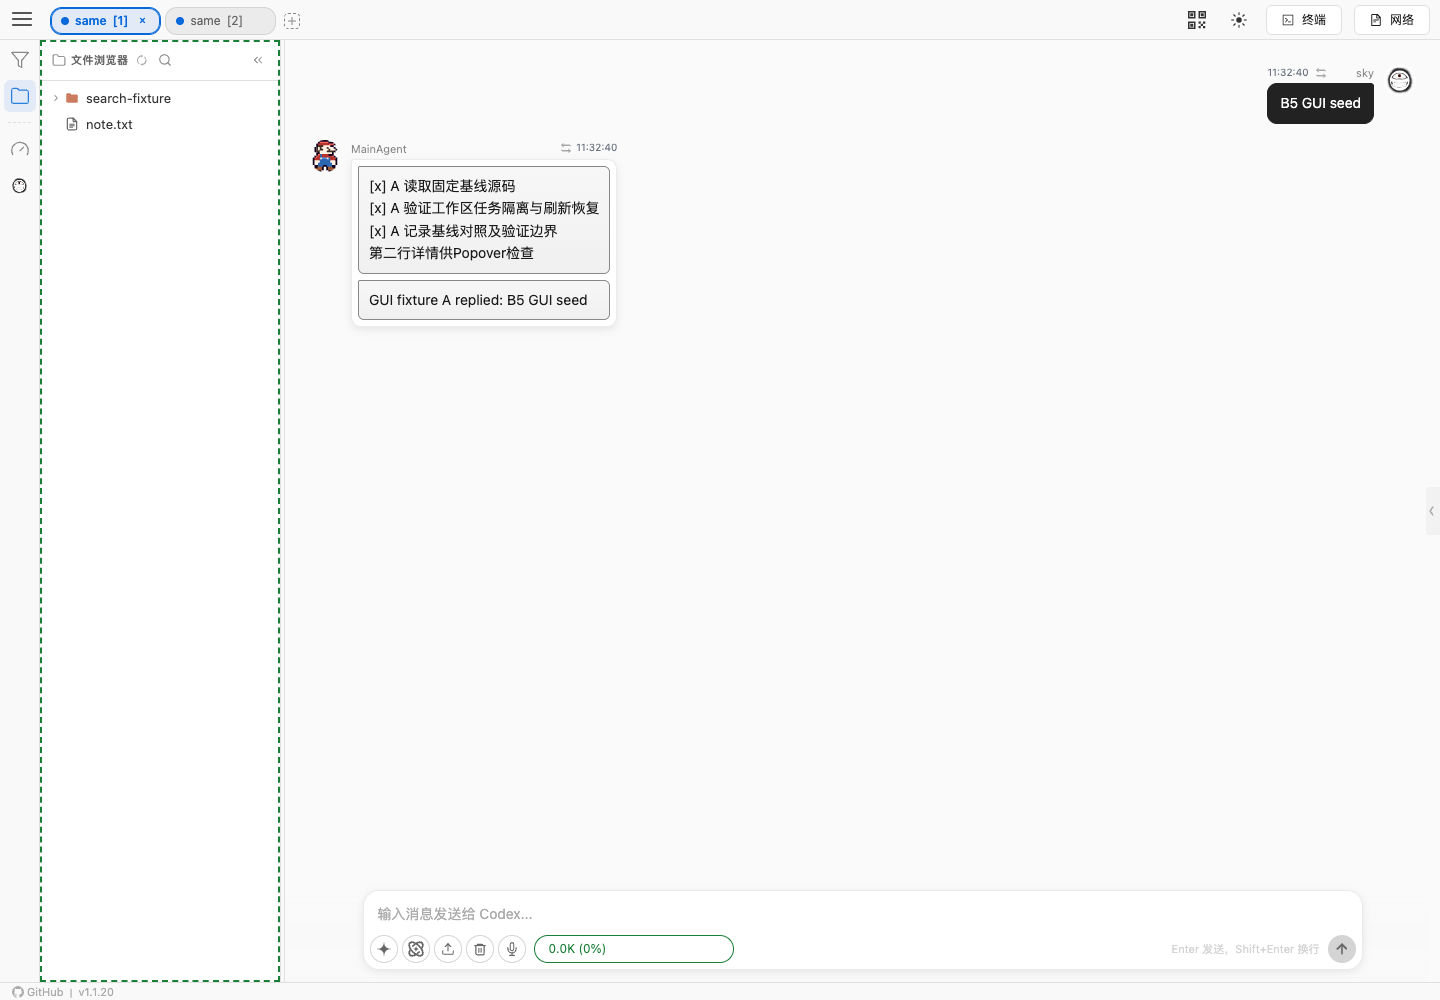 same [1] ×
same [2]
终端
网络
文件浏览器
search-fixture
note.txt
11:32:40
sky
B5 GUI seed
MainAgent
11:32:40
[x] A 读取固定基线源码
[x] A 验证工作区任务隔离与刷新恢复
[x] A 记录基线对照及验证边界
第二行详情供Popover检查
GUI fixture A replied: B5 GUI seed
输入消息发送给 Codex...
0.0K (0%)
Enter 发送，Shift+Enter 换行
GitHub | v1.1.20